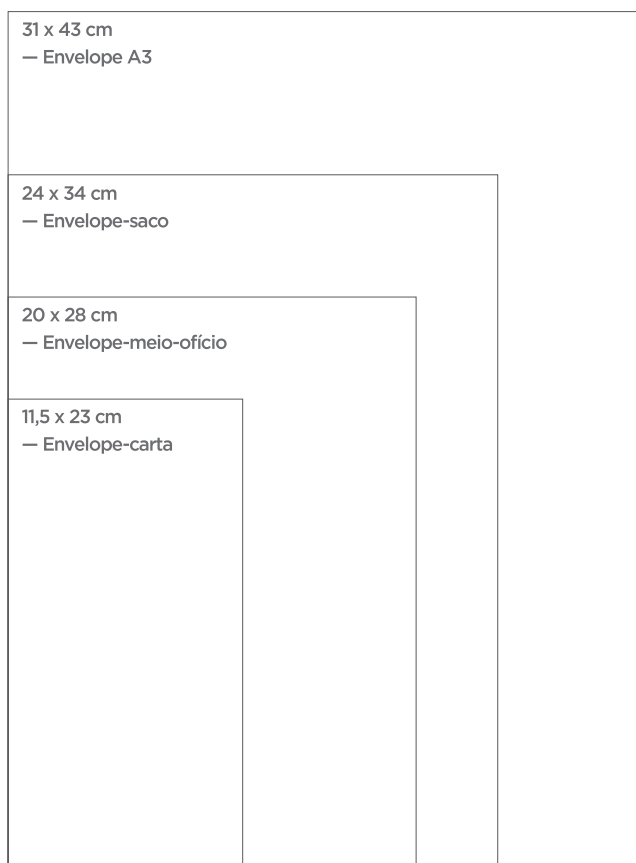 31 x 43 cm
— Envelope A3
24 x 34 cm
— Envelope-saco
20 x 28 cm
— Envelope-meio-ofício
11,5 x 23 cm
— Envelope-carta